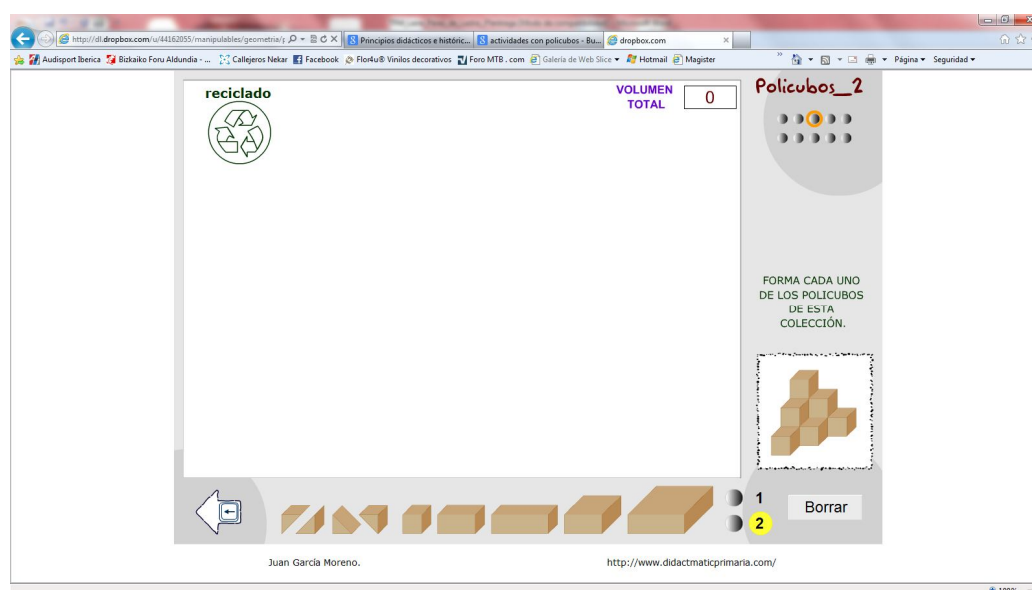 http://dl.dropbox.com/u/44162055/manipulables/geometria/
Principios didácticos e históric...
actividades con policubos - Bu...
dropbox.com
Audisport Iberica
Bizkaiko Foru Aldundia - ...
Callejeros Nekar
Facebook
Flor4u® Vinilos decorativos
Foro MTB . com
Galería de Web Slice
Hotmail
Magister
Página
Seguridad
reciclado
VOLUMEN
TOTAL
0
Policubos_2
FORMA CADA UNO
DE LOS POLICUBOS
DE ESTA
COLECCIÓN.
1
2
Borrar
Juan García Moreno.
http://www.didactmaticprimaria.com/